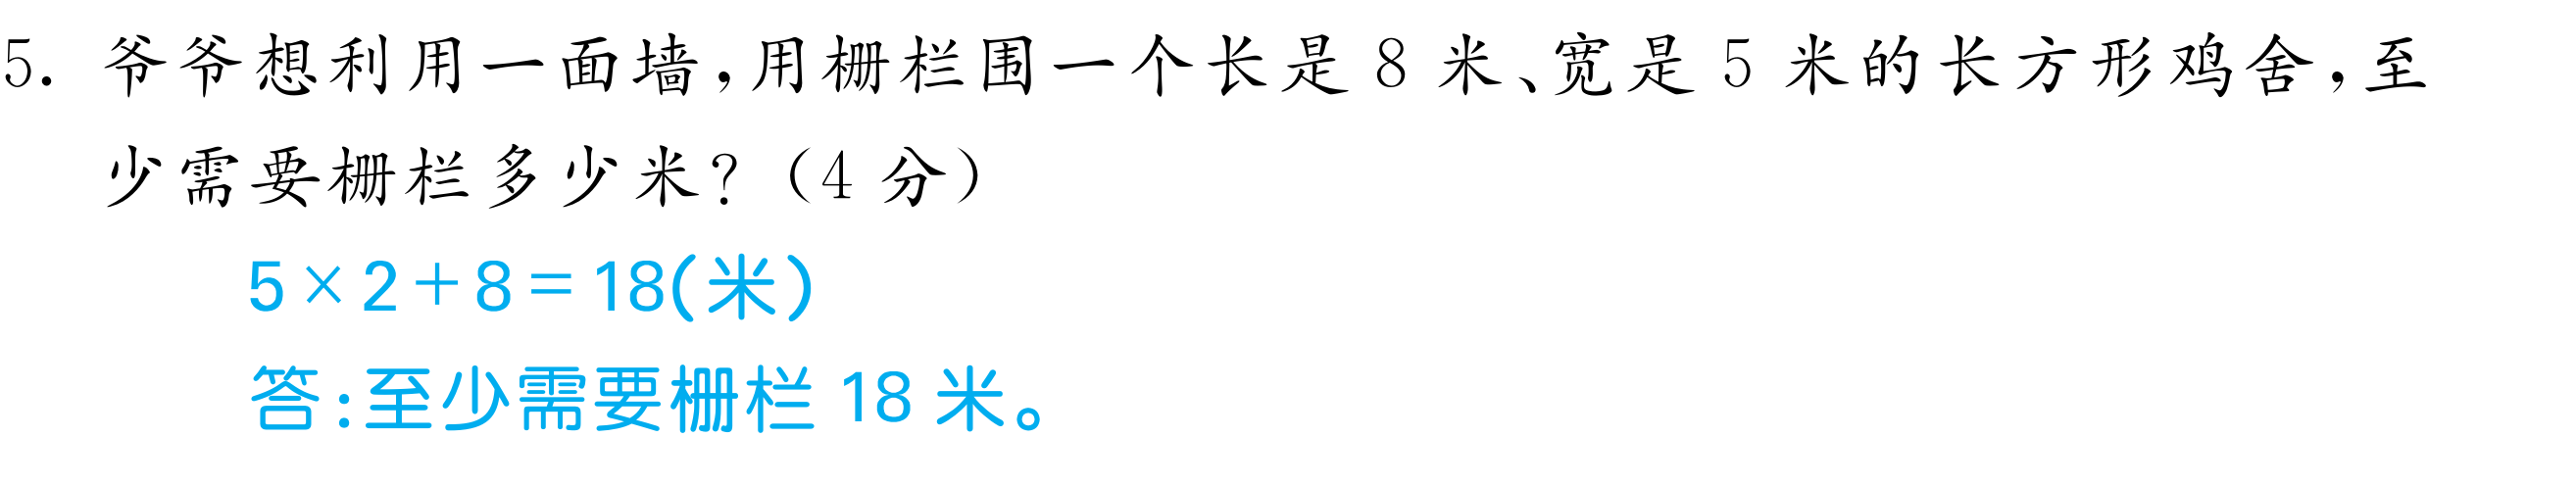 5. 爷爷想利用一面墙,用栅栏围一个长是 8 米、宽是 5 米的长方形鸡舍,至
少需要栅栏多少米?(4 分)
5×2+8=18(米)
答:至少需要栅栏 18 米。